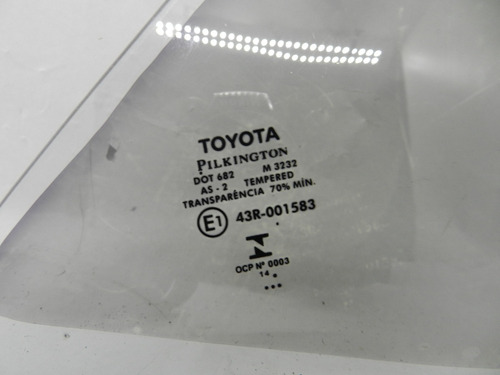 TOYOTA
PILKINGTON
DOT 682 M 3232
AS - 2 TEMPERED
TRANSPARÊNCIA 70% MÍN.
E1 43R-001583
OCP Nº 0003
14 .
...